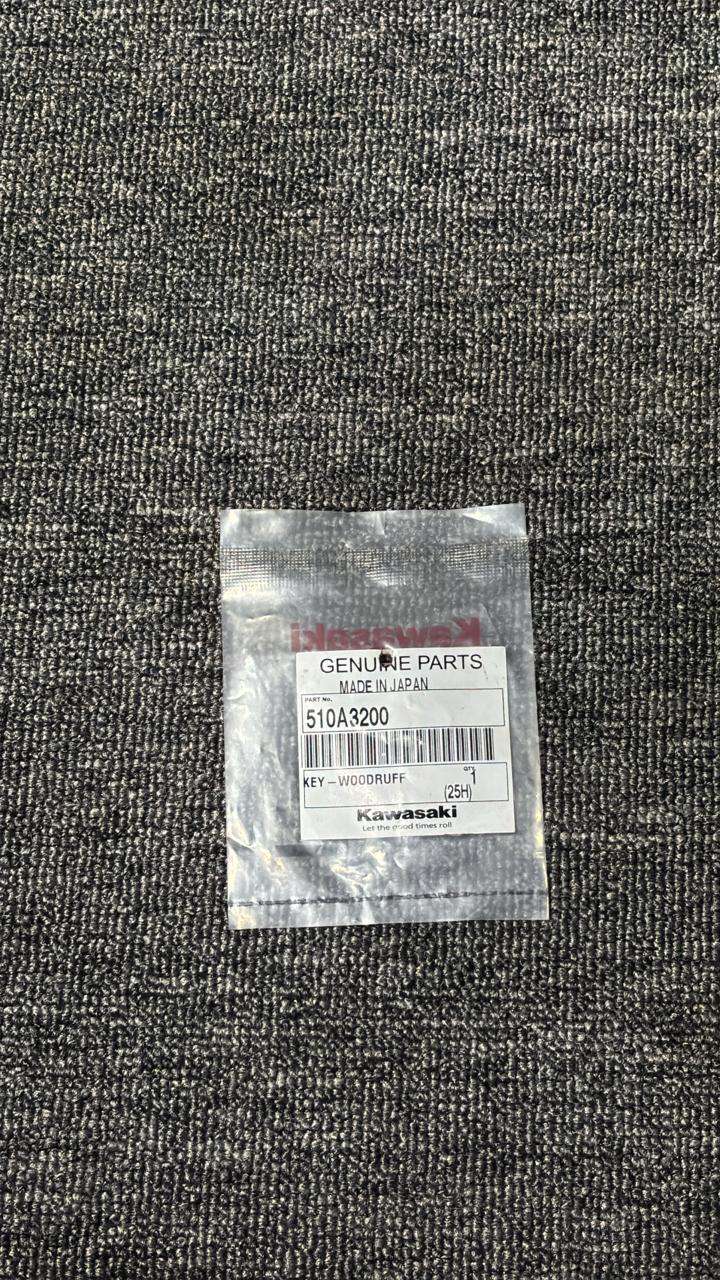 Kawasaki
GENUINE PARTS
MADE IN JAPAN
PART No.
510A3200
KEY-WOODRUFF
QTY
1
(25H)
Kawasaki
Let the good times roll